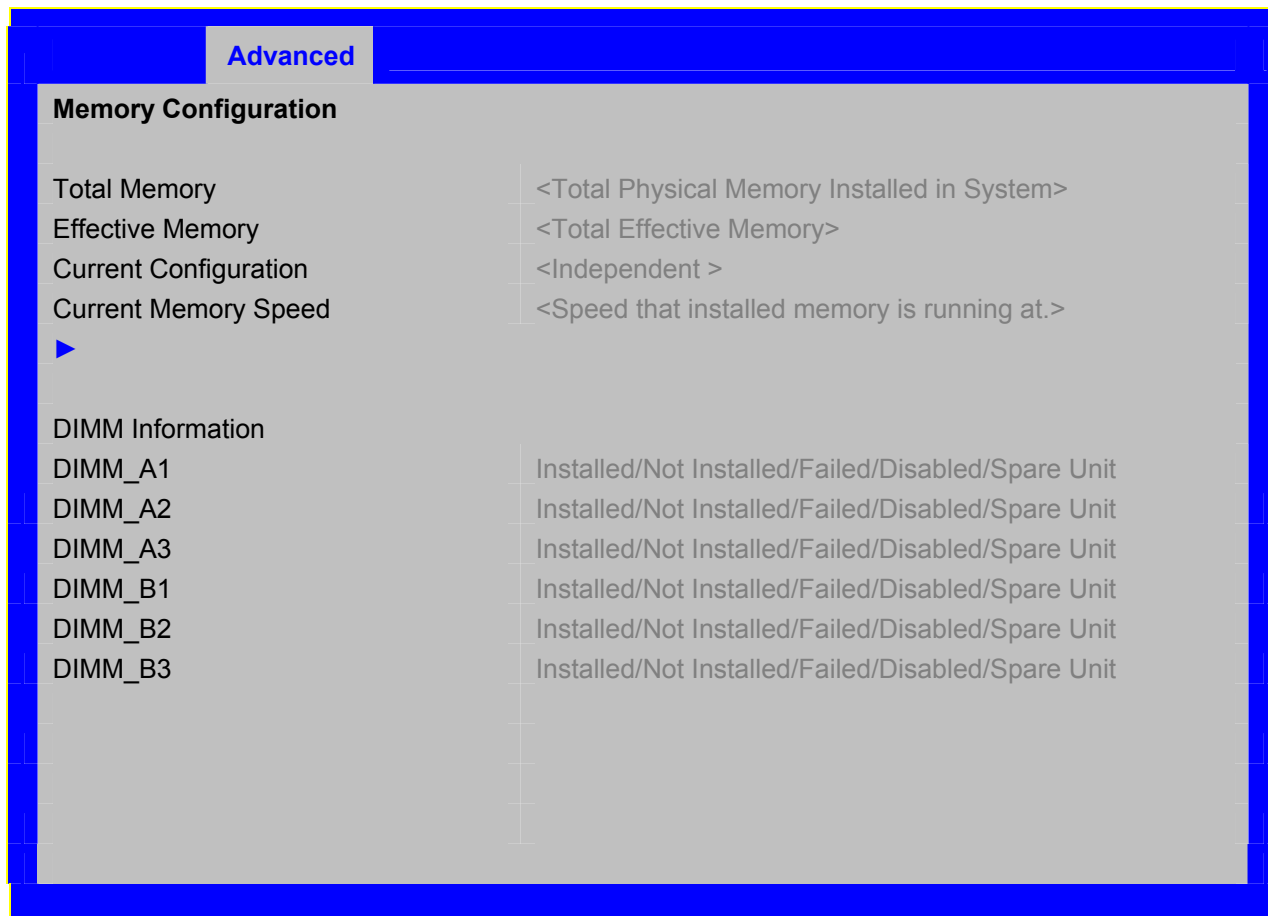 Advanced
Memory Configuration
Total Memory <Total Physical Memory Installed in System>
Effective Memory <Total Effective Memory>
Current Configuration <Independent >
Current Memory Speed <Speed that installed memory is running at.>
►
DIMM Information
DIMM_A1 Installed/Not Installed/Failed/Disabled/Spare Unit
DIMM_A2 Installed/Not Installed/Failed/Disabled/Spare Unit
DIMM_A3 Installed/Not Installed/Failed/Disabled/Spare Unit
DIMM_B1 Installed/Not Installed/Failed/Disabled/Spare Unit
DIMM_B2 Installed/Not Installed/Failed/Disabled/Spare Unit
DIMM_B3 Installed/Not Installed/Failed/Disabled/Spare Unit